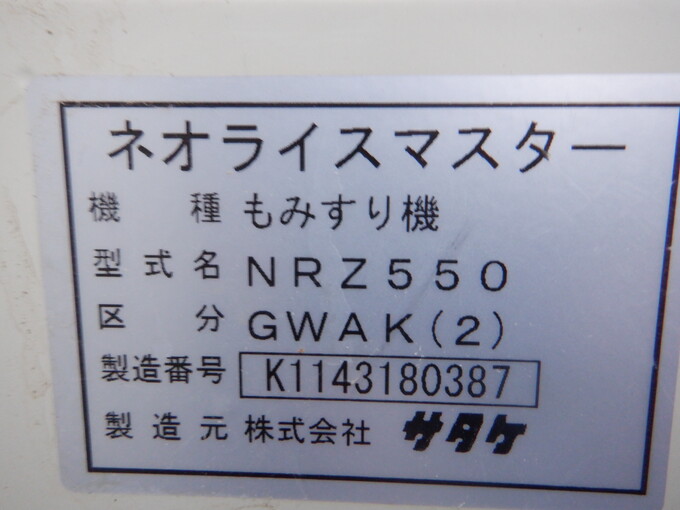 ネオライスマスター
機種 もみすり機
型式名 NRZ550
区分 GWAK(2)
製造番号 K1143180387
製造元 株式会社 サタケ